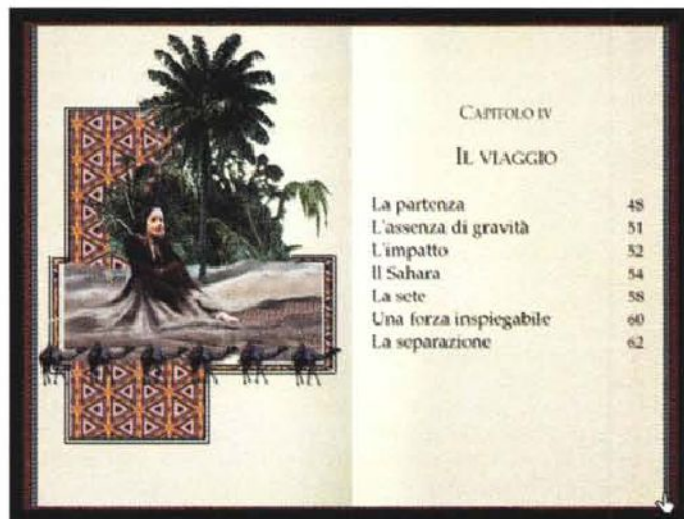 CAPITOLO IV
IL VIAGGIO
La partenza 48
L'assenza di gravità 51
L'impatto 52
Il Sahara 54
La sete 58
Una forza inspiegabile 60
La separazione 62